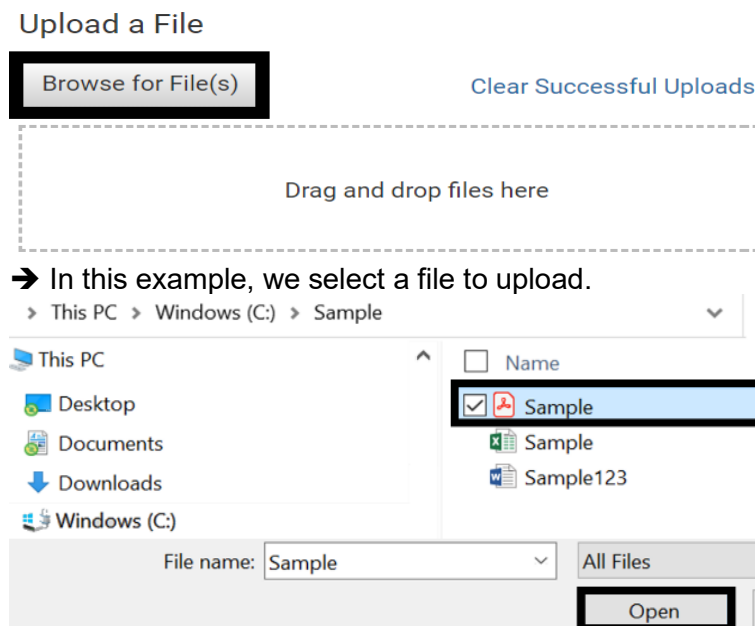 Upload a File
Browse for File(s)
Clear Successful Uploads
Drag and drop files here
➔ In this example, we select a file to upload.
> This PC > Windows (C:) > Sample
This PC
Name
Desktop
Sample
Documents
Sample
Downloads
Sample123
Windows (C:)
File name: Sample
All Files
Open